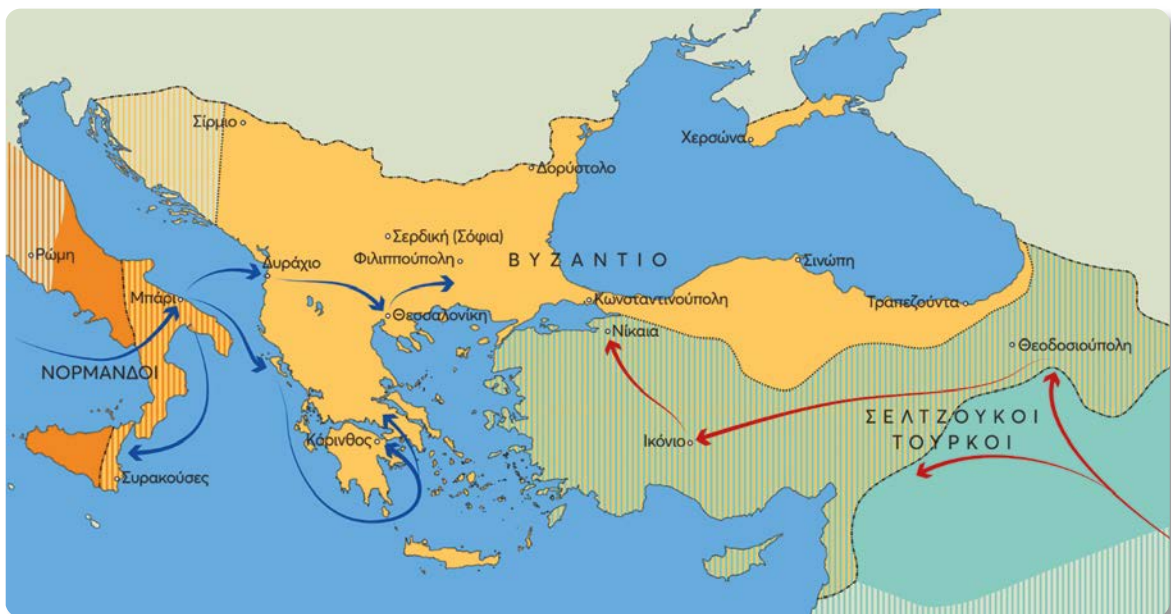 Σίρμιο
Χερσώνα
Δορύστολο
Ρώμη
Σερδική (Σόφια)
Φιλιππούπολη
ΒΥΖΑΝΤΙΟ
Δυράχιο
Σινώπη
Μπάρι
Κωνσταντινούπολη
Τραπεζούντα
Θεσσαλονίκη
Νίκαια
Θεοδοσιούπολη
ΝΟΡΜΑΝΔΟΙ
ΣΕΛΤΖΟΥΚΟΙ
ΤΟΥΡΚΟΙ
Κόρινθος
Ικόνιο
Συρακούσες